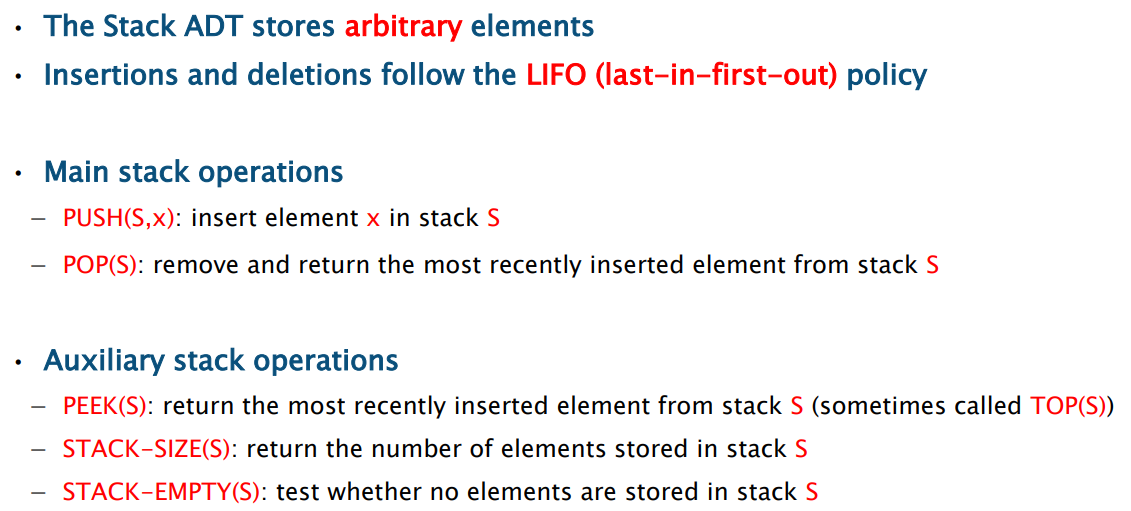 • The Stack ADT stores arbitrary elements
• Insertions and deletions follow the LIFO (last-in-first-out) policy
• Main stack operations
– PUSH(S,x): insert element x in stack S
– POP(S): remove and return the most recently inserted element from stack S
• Auxiliary stack operations
– PEEK(S): return the most recently inserted element from stack S (sometimes called TOP(S))
– STACK-SIZE(S): return the number of elements stored in stack S
– STACK-EMPTY(S): test whether no elements are stored in stack S